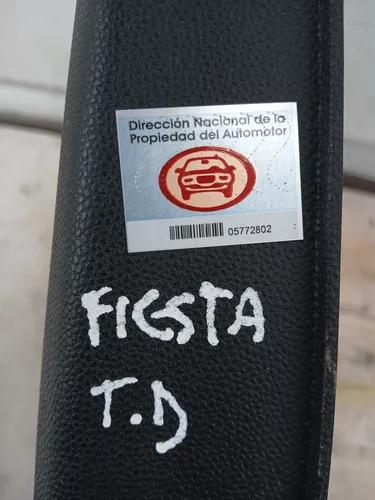 Dirección Nacional de la
Propiedad del Automotor
05772802
FIESTA
T.D